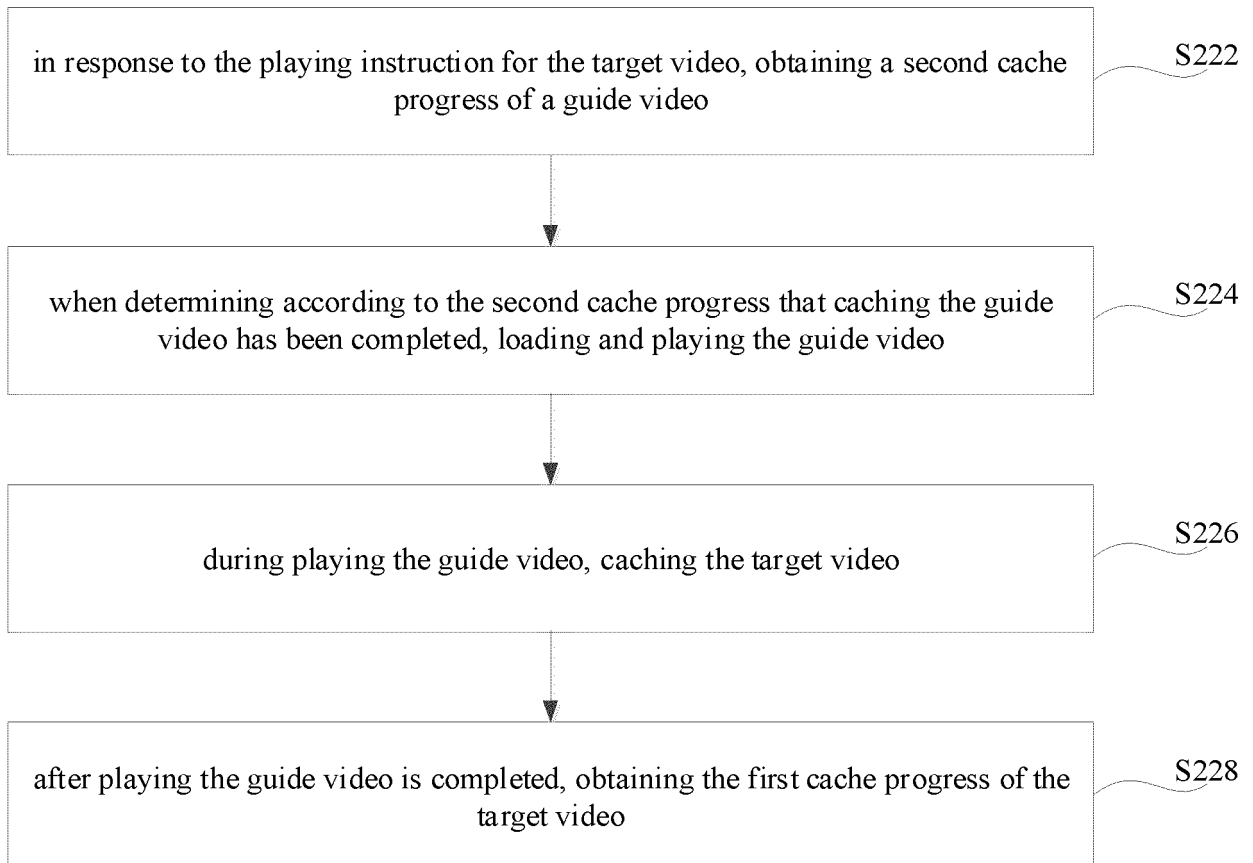 in response to the playing instruction for the target video, obtaining a second cache
progress of a guide video
S222
when determining according to the second cache progress that caching the guide
video has been completed, loading and playing the guide video
S224
during playing the guide video, caching the target video
S226
after playing the guide video is completed, obtaining the first cache progress of the
target video
S228